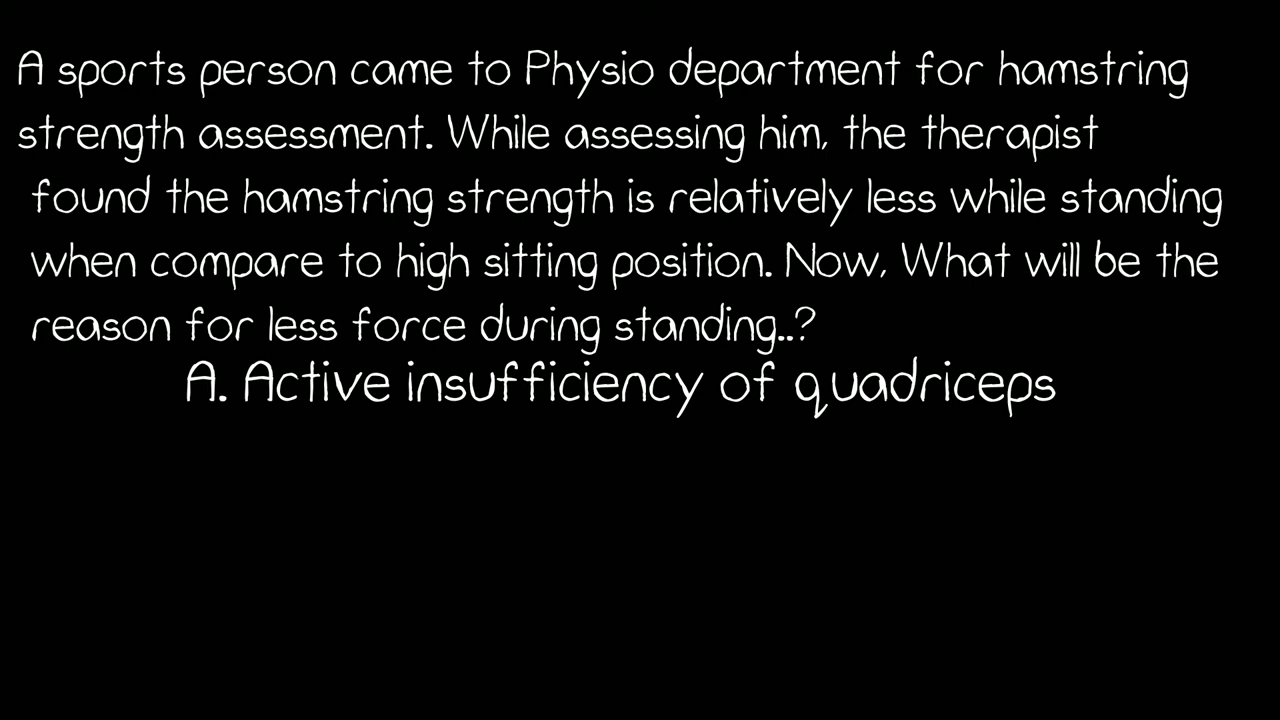 A sports person came to Physio department for hamstring
strength assessment. While assessing him, the therapist
found the hamstring strength is relatively less while standing
when compare to high sitting position. Now, What will be the
reason for less force during standing..?
A. Active insufficiency of quadriceps